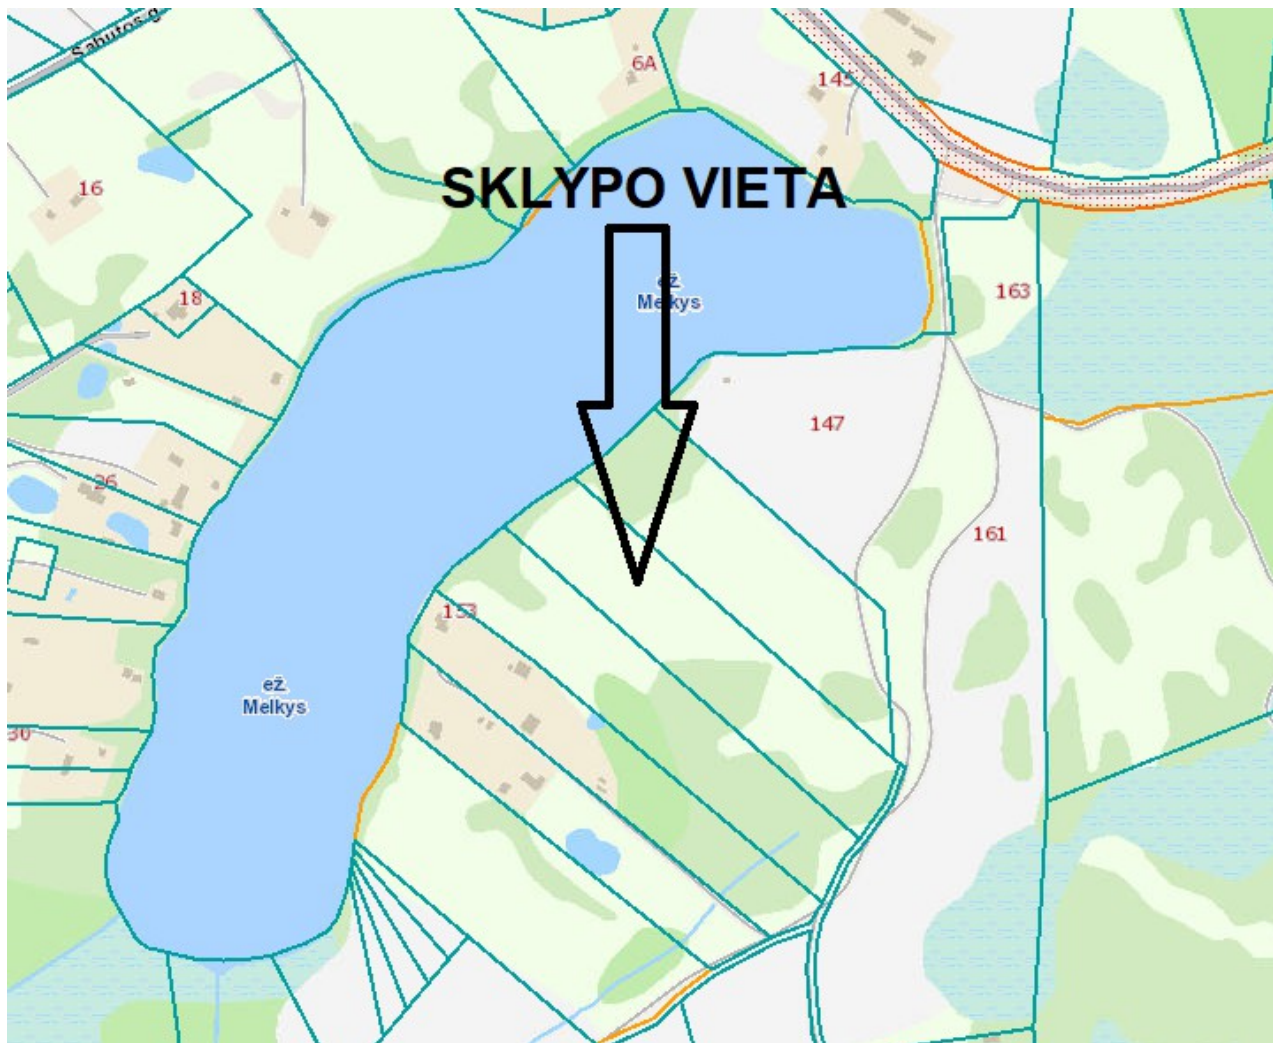 Sabutos g.
6A
145
16
SKLYPO VIETA
18
ež.
Melkys
163
147
26
161
153
ež.
Melkys
30